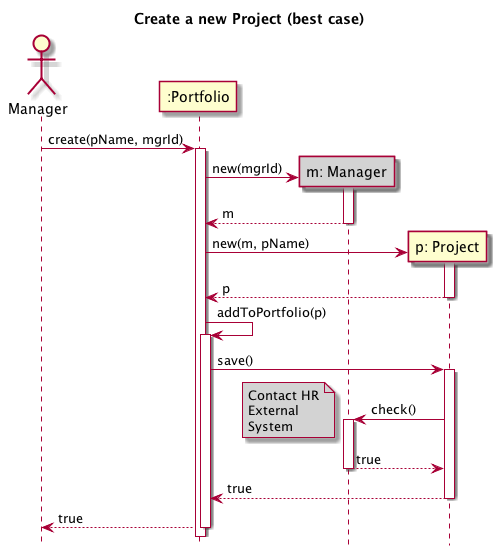 Create a new Project (best case)
Manager
:Portfolio
create(pName, mgrId)
new(mgrId)
m: Manager
m
new(m, pName)
p: Project
p
addToPortfolio(p)
save()
Contact HR
External
System
check()
true
true
true